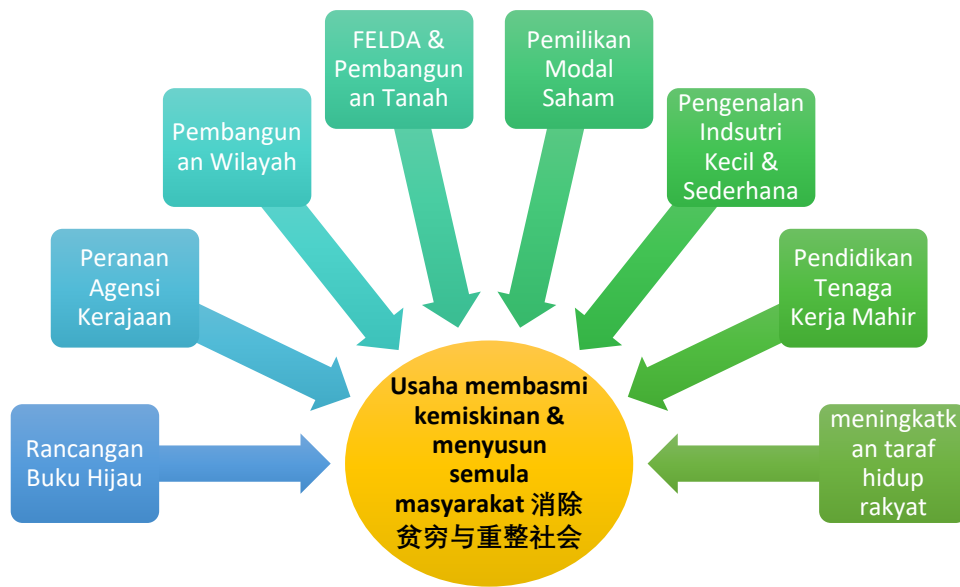 FELDA &
Pembangun
an Tanah
Pemilikan
Modal
Saham
Pembangun
an Wilayah
Pengenalan
Indsutri
Kecil &
Sederhana
Peranan
Agensi
Kerajaan
Pendidikan
Tenaga
Kerja Mahir
Rancangan
Buku Hijau
Usaha membasmi
kemiskinan &
menyusun
semula
masyarakat 消除
贫穷与重整社会
meningkatk
an taraf
hidup
rakyat